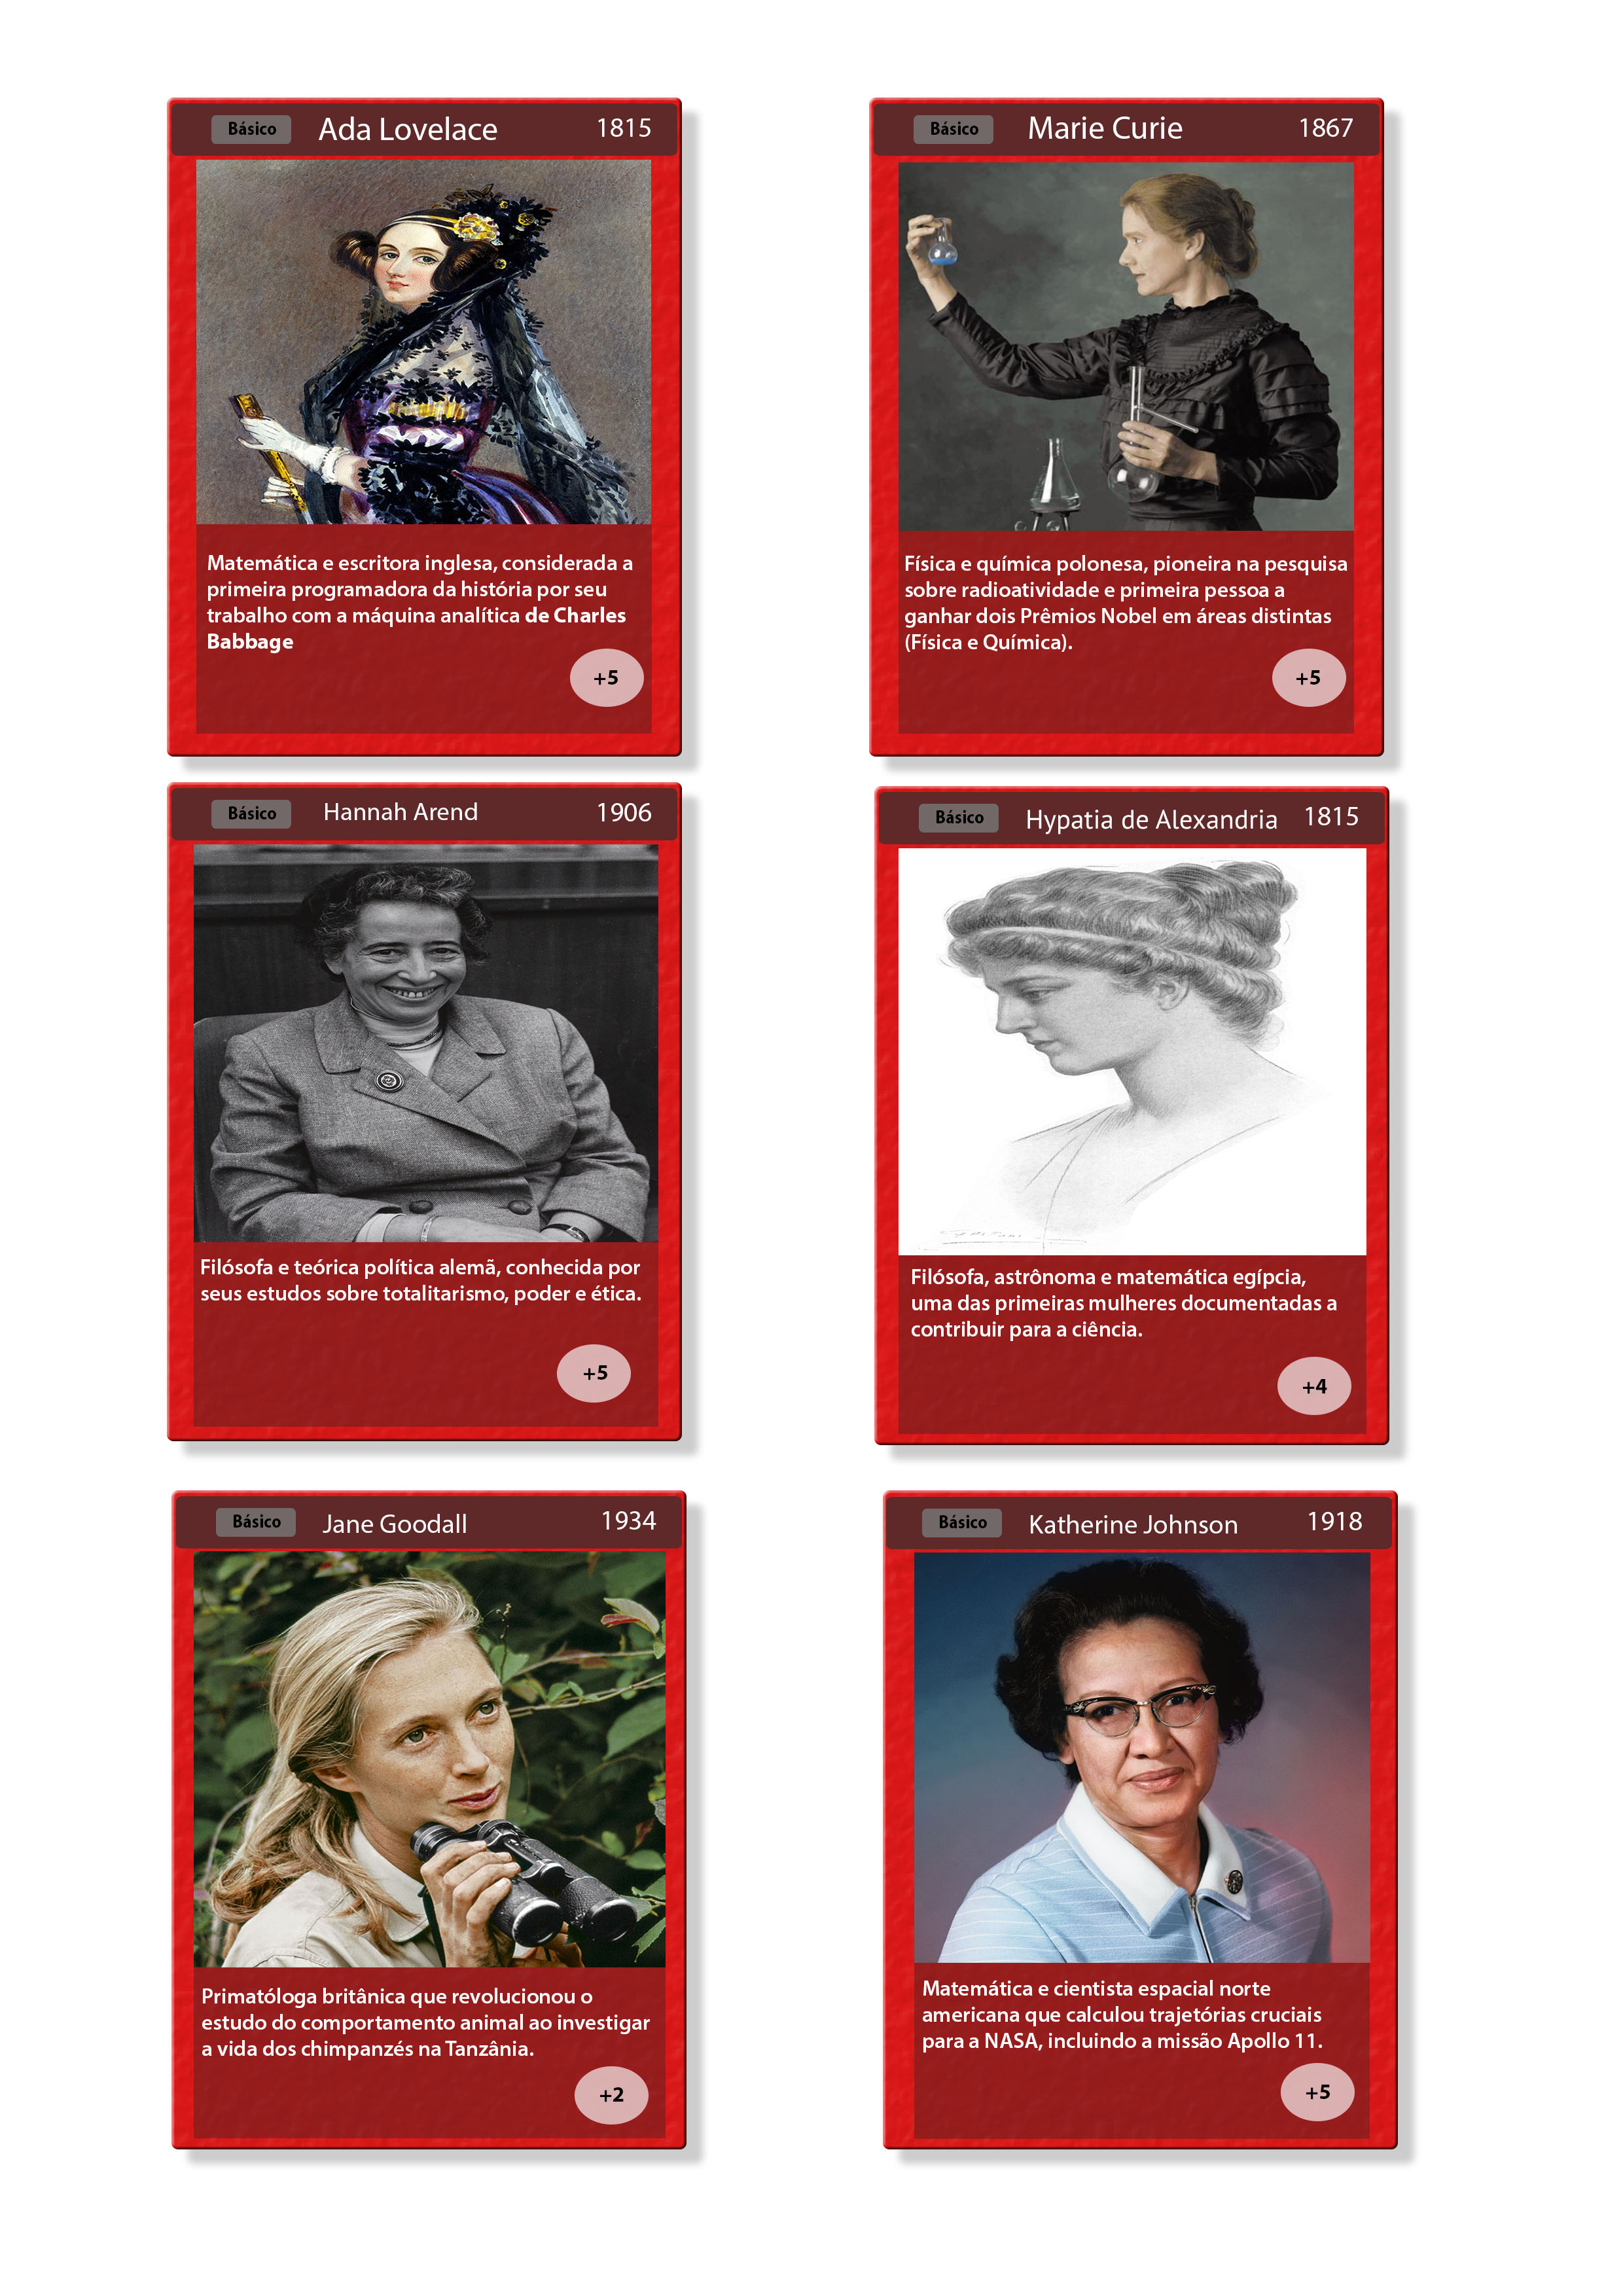 Básico Ada Lovelace 1815
Matemática e escritora inglesa, considerada a
primeira programadora da história por seu
trabalho com a máquina analítica de Charles
Babbage
+5
Básico Marie Curie 1867
Física e química polonesa, pioneira na pesquisa
sobre radioatividade e primeira pessoa a
ganhar dois Prêmios Nobel em áreas distintas
(Física e Química).
+5
Básico Hannah Arend 1906
Filósofa e teórica política alemã, conhecida por
seus estudos sobre totalitarismo, poder e ética.
+5
Básico Hypatia de Alexandria 1815
Filósofa, astrônoma e matemática egípcia,
uma das primeiras mulheres documentadas a
contribuir para a ciência.
+4
Básico Jane Goodall 1934
Primatóloga britânica que revolucionou o
estudo do comportamento animal ao investigar
a vida dos chimpanzés na Tanzânia.
+2
Básico Katherine Johnson 1918
Matemática e cientista espacial norte
americana que calculou trajetórias cruciais
para a NASA, incluindo a missão Apollo 11.
+5